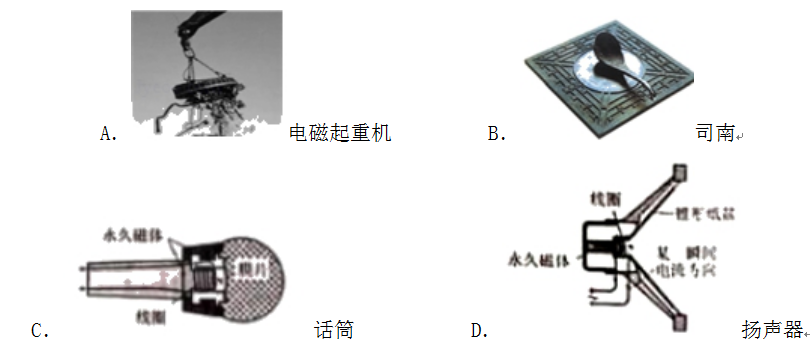 A. 电磁起重机 B. 司南
永久磁体
膜片
线圈
C. 话筒
线圈
锥形纸盆
永久磁体
某一瞬间
电流方向
D. 扬声器